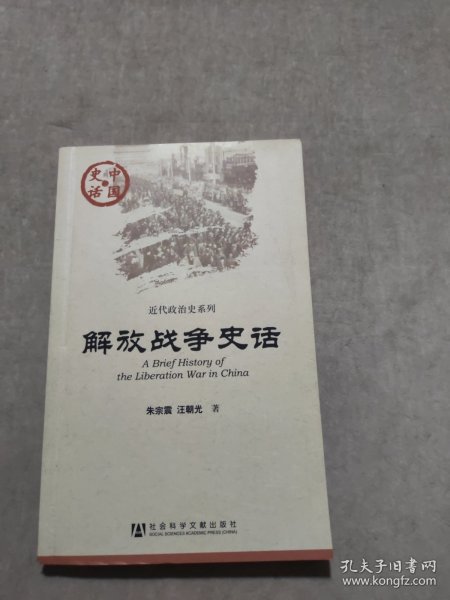 中国
史话
近代政治史系列
解放战争史话
A Brief History of
the Liberation War in China
朱宗震 汪朝光 著
社会科学文献出版社
SOCIAL SCIENCES ACADEMIC PRESS (CHINA)
孔夫子旧书网
www.kongfz.com